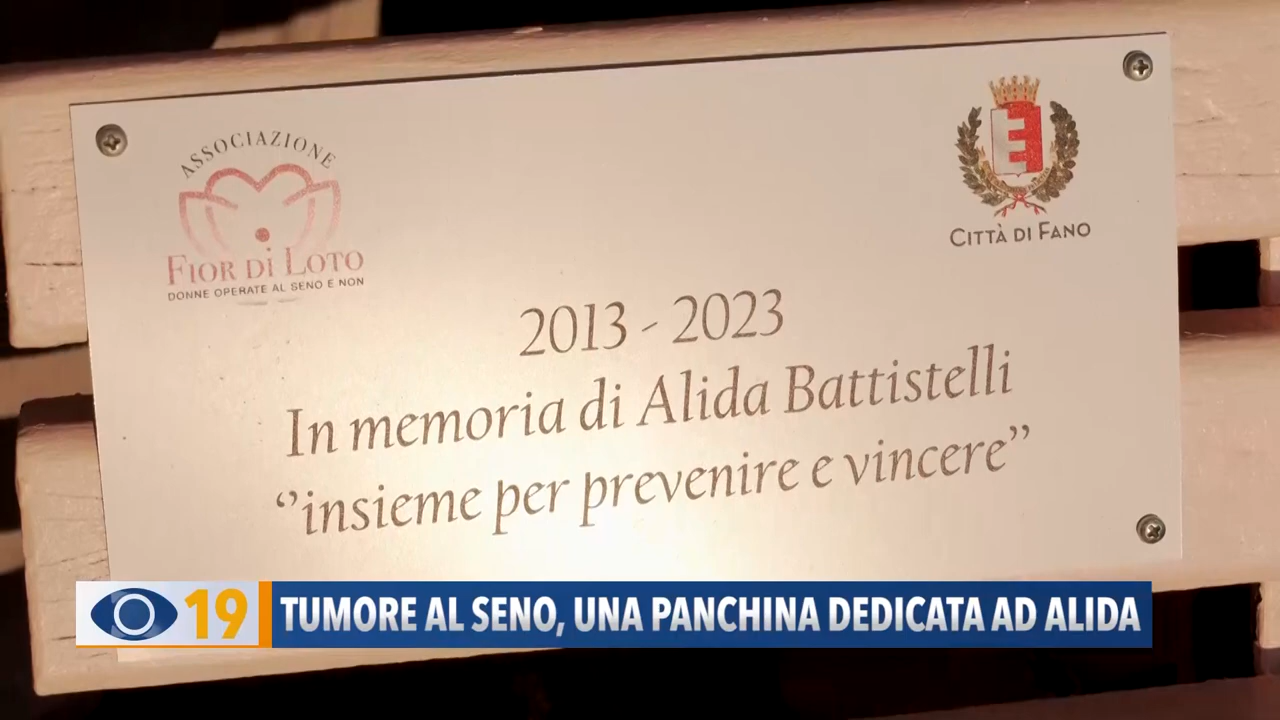 ASSOCIAZIONE
FIOR DI LOTO
DONNE OPERATE AL SENO E NON
CITTÀ DI FANO
2013 - 2023
In memoria di Alida Battistelli
“insieme per prevenire e vincere”
19
TUMORE AL SENO, UNA PANCHINA DEDICATA AD ALIDA